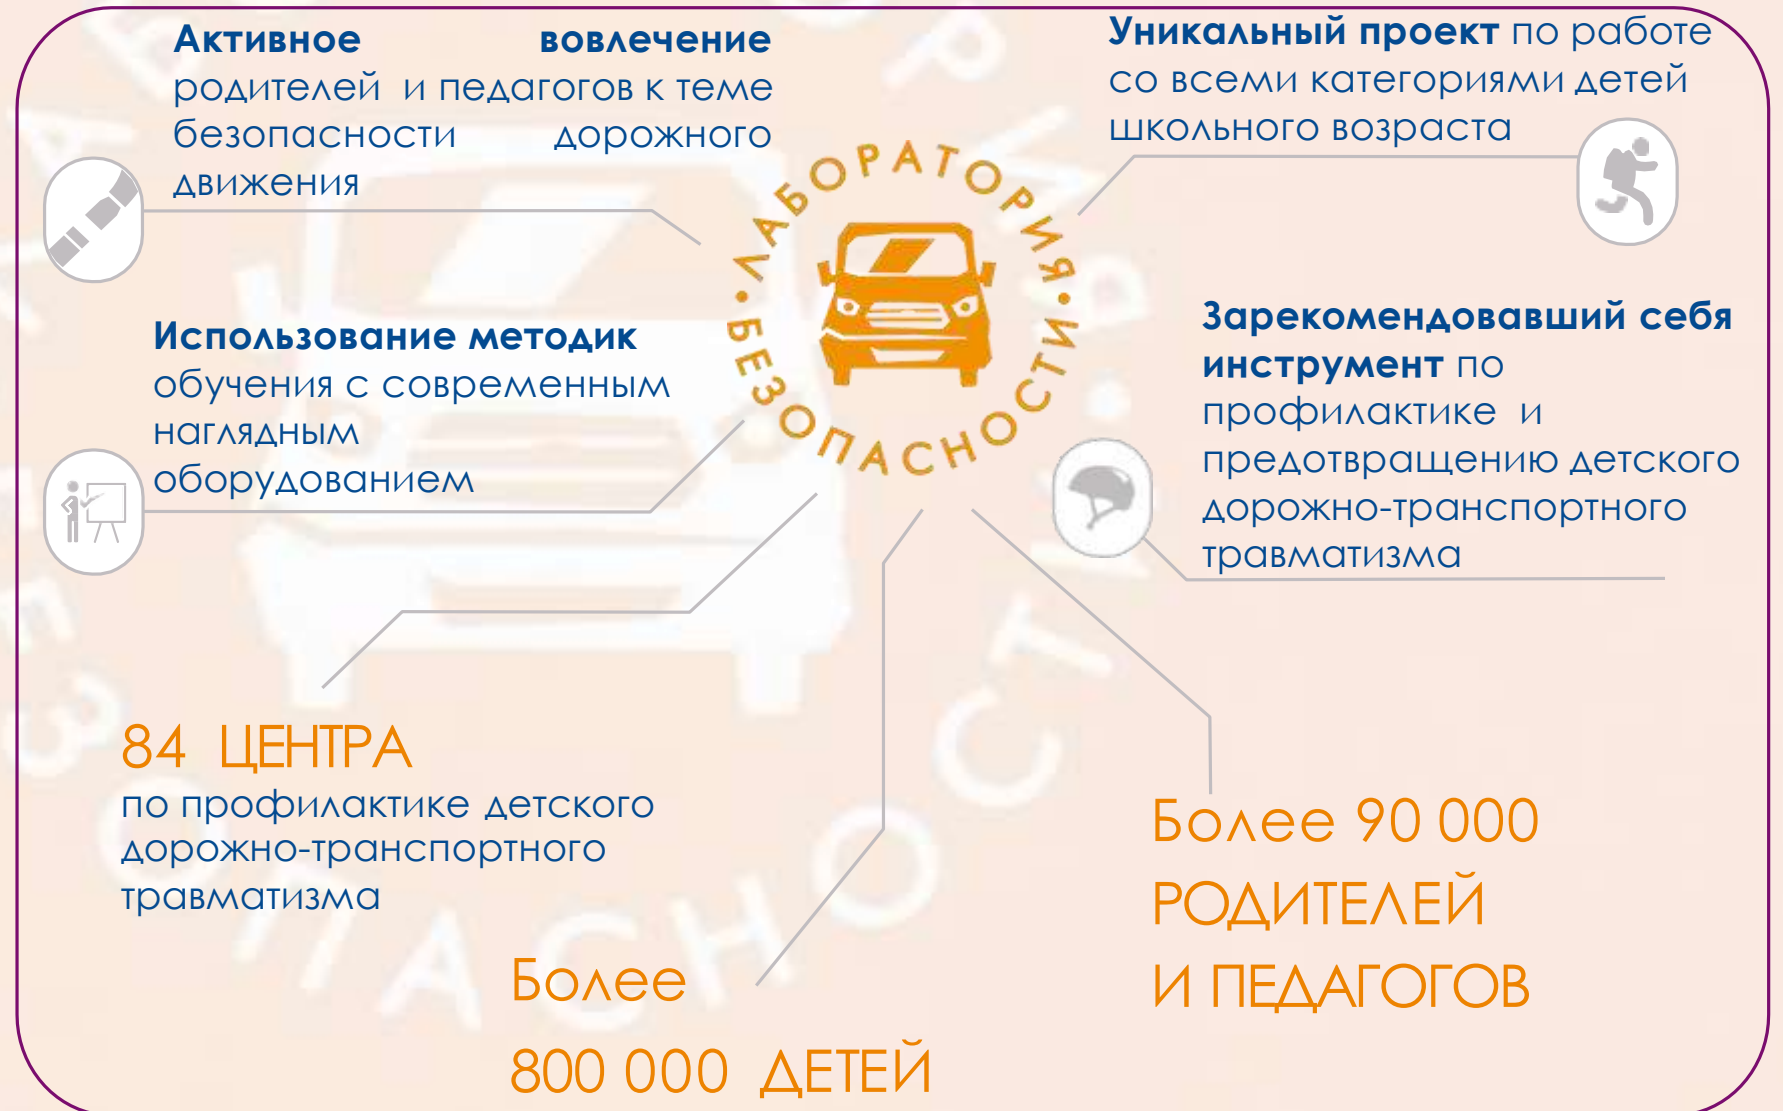 Активное вовлечение
родителей и педагогов к теме
безопасности дорожного
движения
Уникальный проект по работе
со всеми категориями детей
школьного возраста
ЛАБОРАТОРИЯ
БЕЗОПАСНОСТИ
Использование методик
обучения с современным
наглядным
оборудованием
Зарекомендовавший себя
инструмент по
профилактике и
предотвращению детского
дорожно-транспортного
травматизма
84 ЦЕНТРА
по профилактике детского
дорожно-транспортного
травматизма
Более
800 000 ДЕТЕЙ
Более 90 000
РОДИТЕЛЕЙ
И ПЕДАГОГОВ